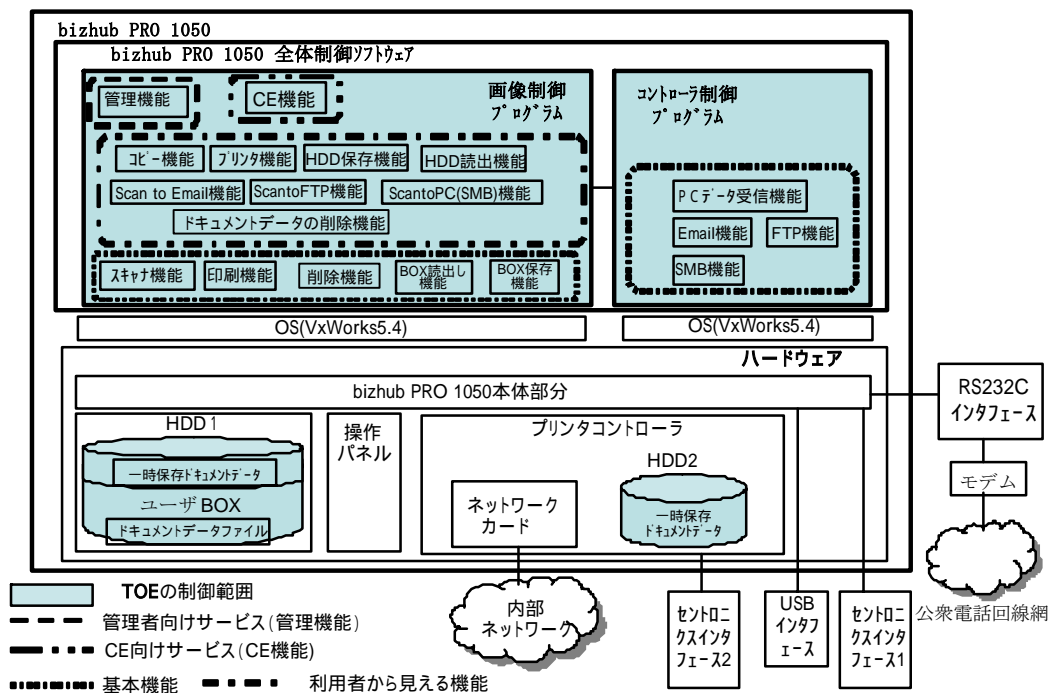 bizhub PRO 1050
bizhub PRO 1050 全体制御ｿﾌﾄｳｪｱ
管理機能
CE機能
画像制御
ﾌﾟﾛｸﾞﾗﾑ
ｺﾋﾟｰ機能
ﾌﾟﾘﾝﾀ機能
HDD保存機能
HDD読出機能
Scan to Email機能
ScantoFTP機能
ScantoPC(SMB)機能
ドキュメントデータの削除機能
ｽｷｬﾅ機能
印刷機能
削除機能
BOX読出し
機能
BOX保存
機能
ｺﾝﾄﾛｰﾗ制御
ﾌﾟﾛｸﾞﾗﾑ
PCﾃﾞｰﾀ受信機能
Email機能
FTP機能
SMB機能
OS(VxWorks5.4)
OS(VxWorks5.4)
ハードウェア
bizhub PRO 1050本体部分
HDD1
一時保存ﾄﾞｷｭﾒﾝﾄﾃﾞｰﾀ
ユーザBOX
ドキュメントデータファイル
操作
パネル
プリンタコントローラ
ネットワーク
カード
HDD2
一時保存
ﾄﾞｷｭﾒﾝﾄﾃﾞｰﾀ
RS232C
ｲﾝﾀﾌｪｰｽ
モデム
公衆電話回線網
内部
ネットワーク
セントロニ
クスインタ
フェース2
USB
インタフ
ェース
セントロニ
クスインタ
フェース1
TOEの制御範囲
管理者向けサービス(管理機能)
CE向けサービス(CE機能)
基本機能
利用者から見える機能